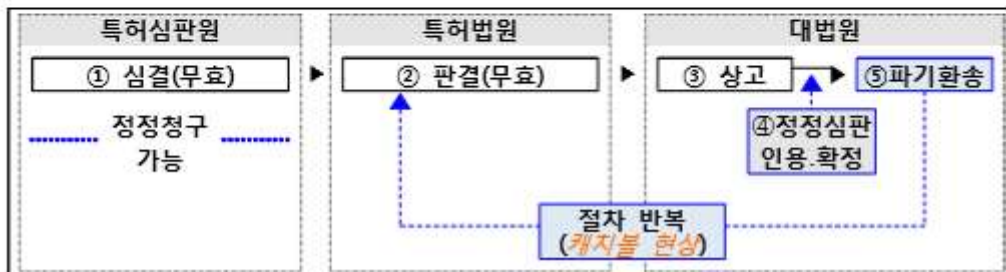 특허심판원
특허법원
대법원
① 심결(무효)
② 판결(무효)
③ 상고
⑤파기환송
정정청구
가능
④정정심판
인용.확정
절차 반복
(캐치볼 현상)